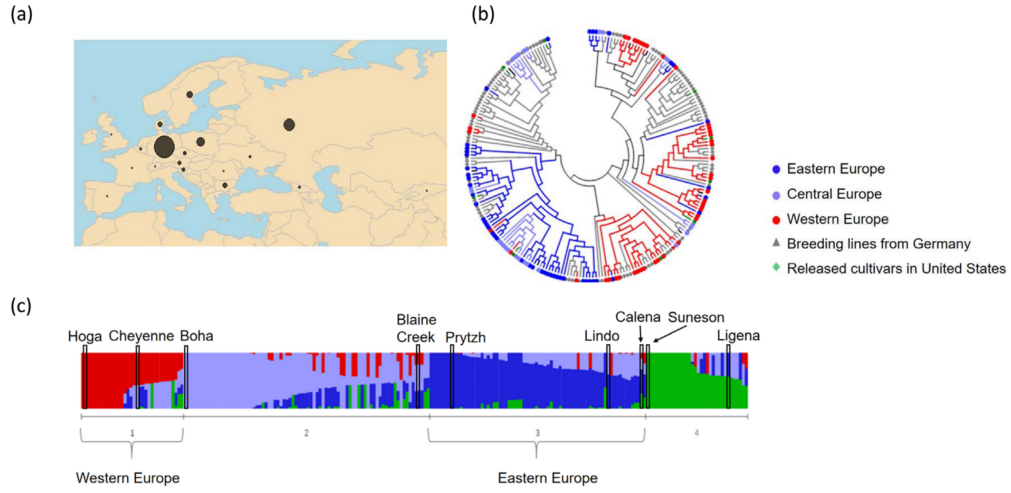 (a)
(b)
Eastern Europe
Central Europe
Western Europe
Breeding lines from Germany
Released cultivars in United States
(c)
Hoga Cheyenne Boha Blaine Creek Prytzh Lindo Calena Suneson Ligena
1 2 3 4
Western Europe Eastern Europe